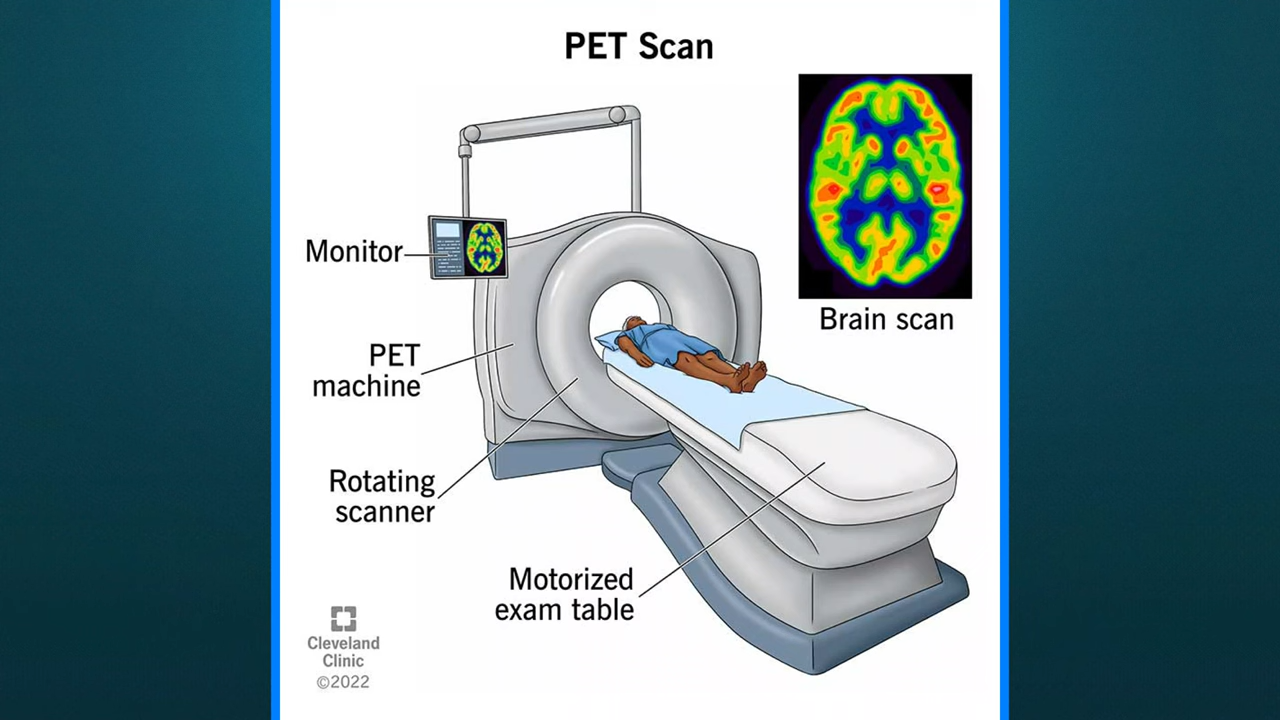 PET Scan
Monitor
PET
machine
Rotating
scanner
Motorized
exam table
Brain scan
Cleveland
Clinic
©2022